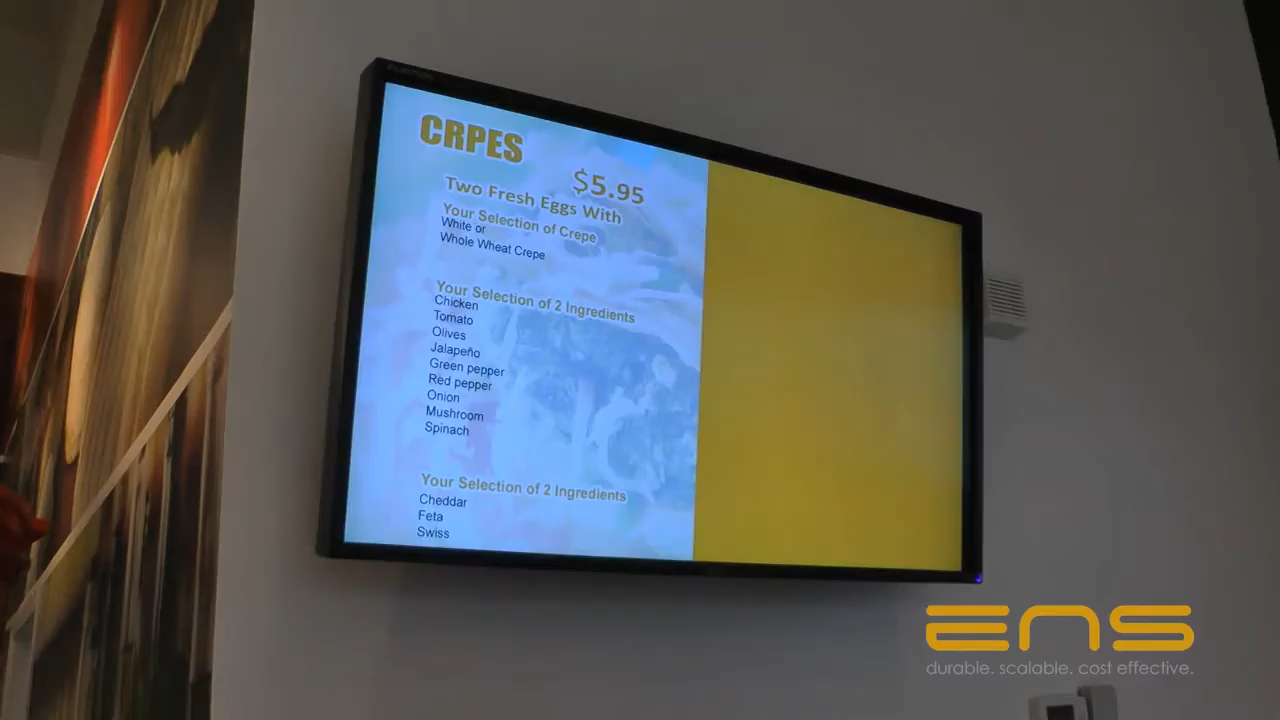 CRPES
$5.95
Two Fresh Eggs With
Your Selection of Crepe
White or
Whole Wheat Crepe
Your Selection of 2 Ingredients
Chicken
Tomato
Olives
Jalapeño
Green pepper
Red pepper
Onion
Mushroom
Spinach
Your Selection of 2 Ingredients
Cheddar
Feta
Swiss
ens
durable. scalable. cost effective.